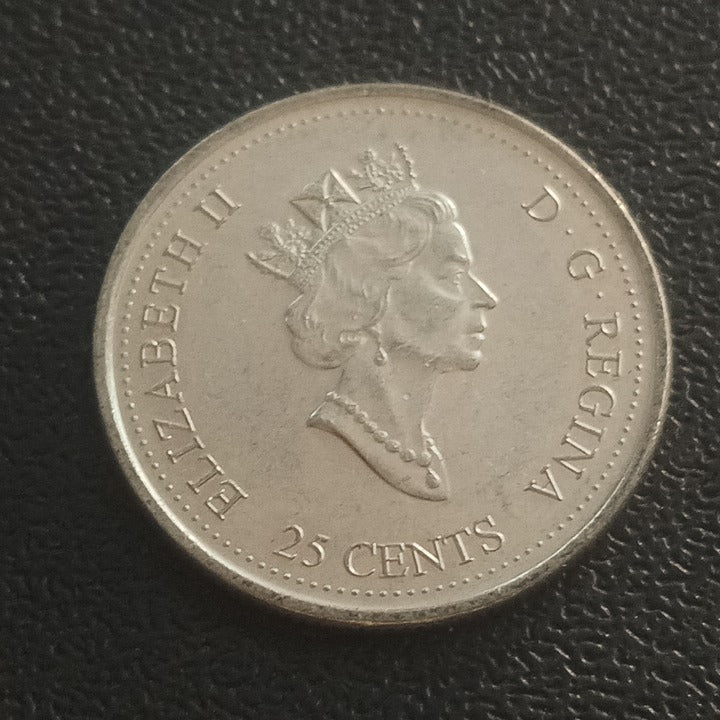 ELIZABETH II
D·G·REGINA
25 CENTS